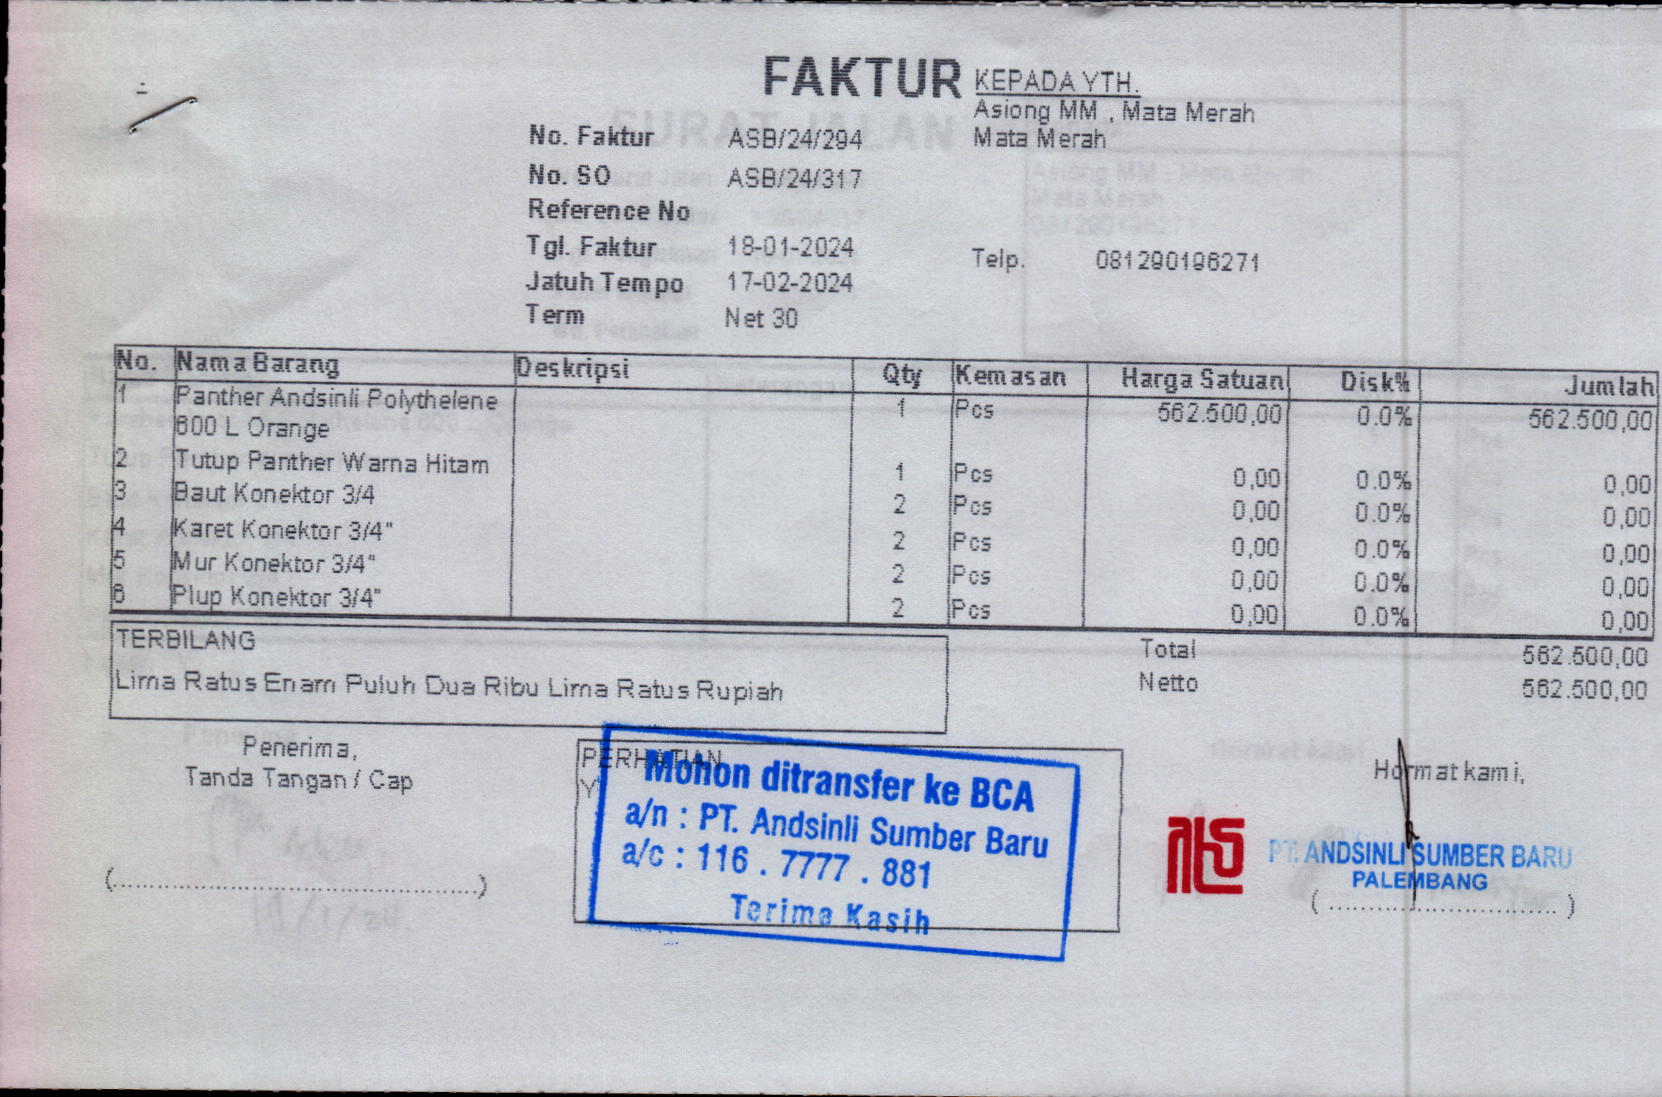 FAKTUR
KEPADA YTH.
Asiong MM , Mata Merah
Mata Merah
No. Faktur ASB/24/294
No. SO ASB/24/317
Reference No
Tgl. Faktur 18-01-2024
Telp. 081290196271
Jatuh Tempo 17-02-2024
Term Net 30
No. Nama Barang Deskripsi Qty Kemasan Harga Satuan Disk% Jumlah
1 Panther Andsinli Polythelene 1 Pcs 562.500,00 0.0% 562.500,00
600 L Orange
2 Tutup Panther Warna Hitam 1 Pcs 0,00 0.0% 0,00
3 Baut Konektor 3/4 2 Pcs 0,00 0.0% 0,00
4 Karet Konektor 3/4" 2 Pcs 0,00 0.0% 0,00
5 Mur Konektor 3/4" 2 Pcs 0,00 0.0% 0,00
6 Plup Konektor 3/4" 2 Pcs 0,00 0.0% 0,00
TERBILANG
Lima Ratus Enam Puluh Dua Ribu Lima Ratus Rupiah
Total 562.500,00
Netto 562.500,00
Penerima,
Tanda Tangan / Cap
PERHATIAN
Mohon ditransfer ke BCA
a/n : PT. Andsinli Sumber Baru
a/c : 116 . 7777 . 881
Terima Kasih
Hormat kami,
PT. ANDSINLI SUMBER BARU
PALEMBANG